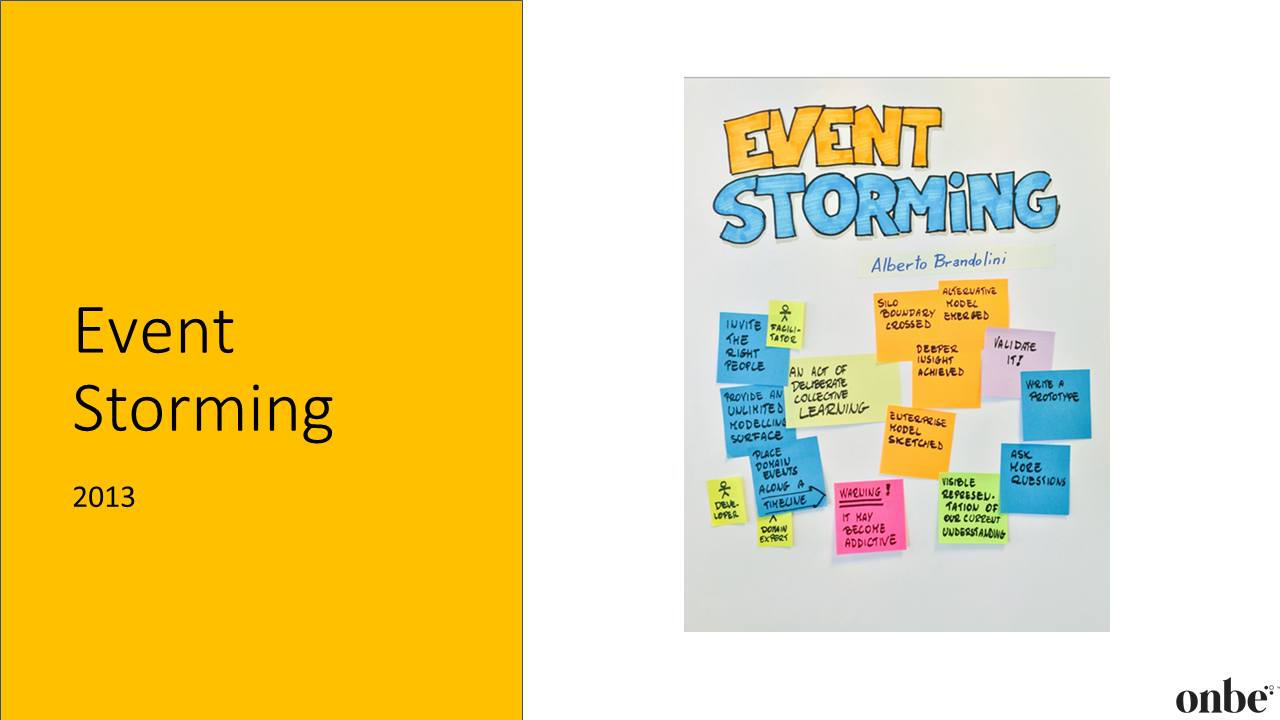 Event
Storming
2013
EVENT
STORMiNG
Alberto Brandolini
INVITE
THE
RIGHT
PEOPLE
FACILI-
TATOR
SILO
BOUNDARY
CROSSED
ALTERNATIVE
MODEL
EMERGED
DEEPER
INSIGHT
ACHIEVED
VALIDATE
IT!
WRITE A
PROTOTYPE
AN ACT OF
DELIBERATE
COLLECTIVE
LEARNING
PROVIDE AN
UNLIMITED
MODELLING
SURFACE
ENTERPRISE
MODEL
SKETCHED
PLACE
DOMAIN
EVENTS
ALONG A
TIMELINE
ASK
MORE
QUESTIONS
DEVE-
LOPER
DOMAIN
EXPERT
WARNING!
IT MAY
BECOME
ADDICTIVE
VISIBLE
REPRESEN-
TATION OF
OUR CURRENT
UNDERSTANDING
onbe